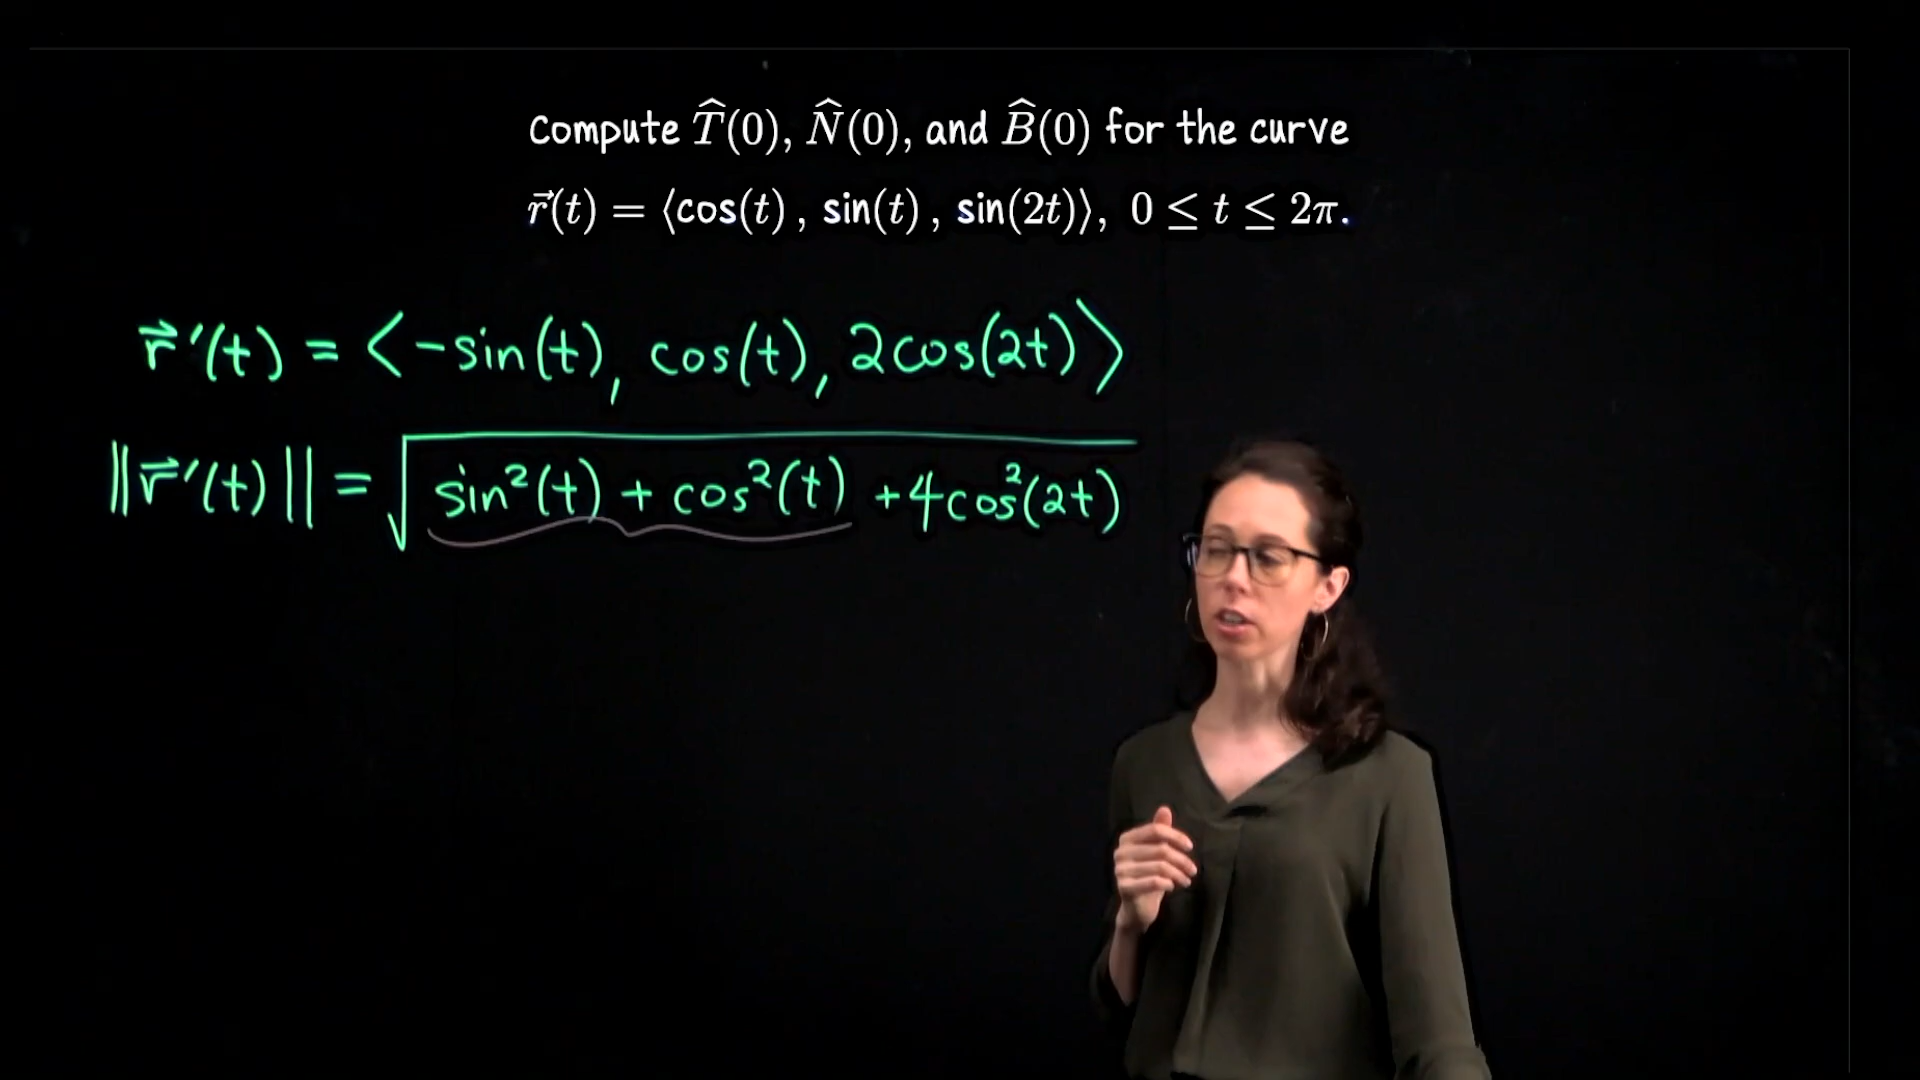 Compute T̂(0), N̂(0), and B̂(0) for the curve
r⃗(t) = ⟨cos(t), sin(t), sin(2t)⟩, 0 ≤ t ≤ 2π.
r⃗′(t) = ⟨-sin(t), cos(t), 2cos(2t)⟩
||r⃗′(t)|| = √(sin²(t) + cos²(t) + 4cos²(2t))